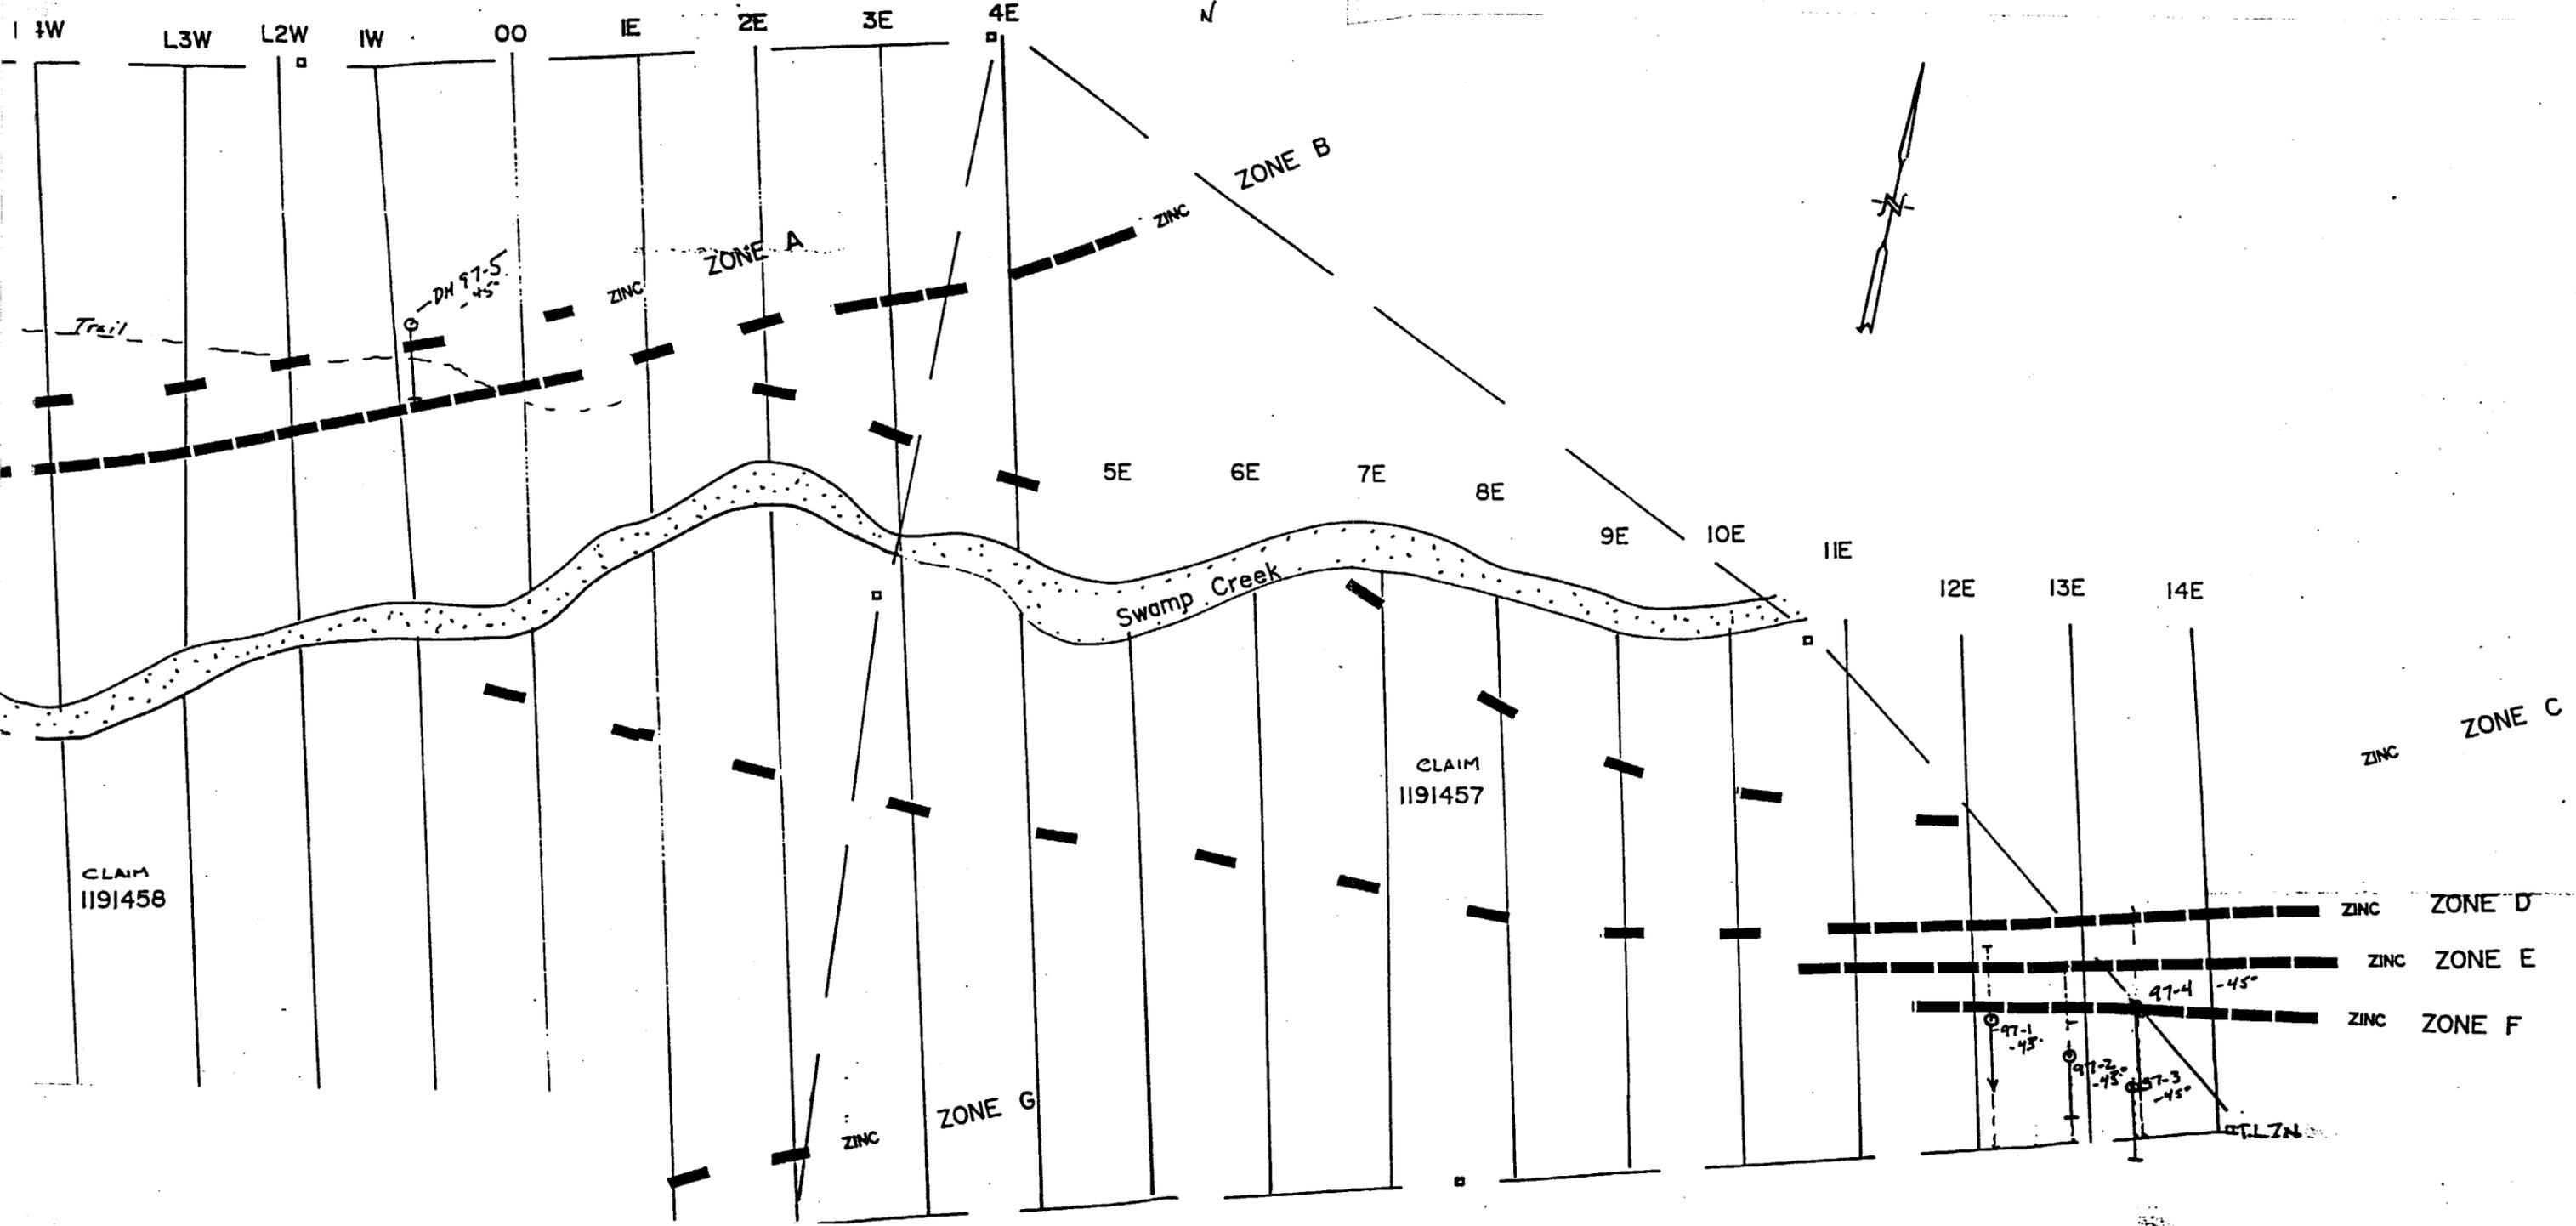 L3W
L2W
1W
00
1E
2E
3E
4E
N
ZONE B
ZINC
ZONE A
ZINC
DH 97-5
-45°
Trail
N
5E
6E
7E
8E
9E
10E
11E
12E
13E
14E
Swamp Creek
CLAIM
1191457
CLAIM
1191458
ZONE C
ZINC
ZINC ZONE D
ZINC ZONE E
97-4 -45°
ZINC ZONE F
97-1
-45°
97-2
-45°
97-3
-45°
ZONE G
ZINC